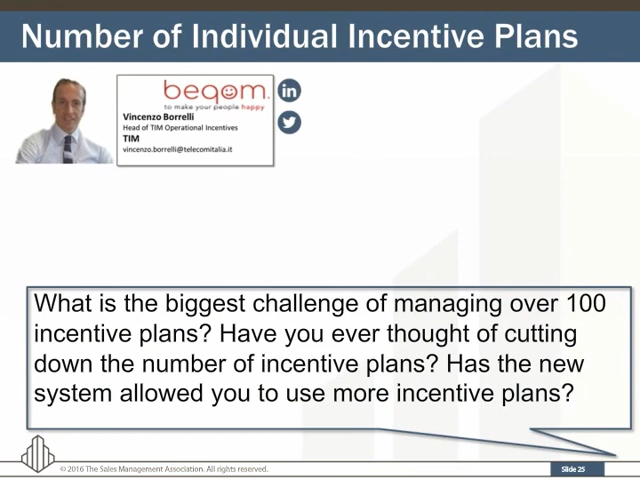 Number of Individual Incentive Plans
beqom.
to make your people happy
Vincenzo Borrelli
Head of TIM Operational Incentives
TIM
vincenzo.borrelli@telecomitalia.it
in
What is the biggest challenge of managing over 100
incentive plans? Have you ever thought of cutting
down the number of incentive plans? Has the new
system allowed you to use more incentive plans?
© 2016 The Sales Management Association. All rights reserved.
Slide 25